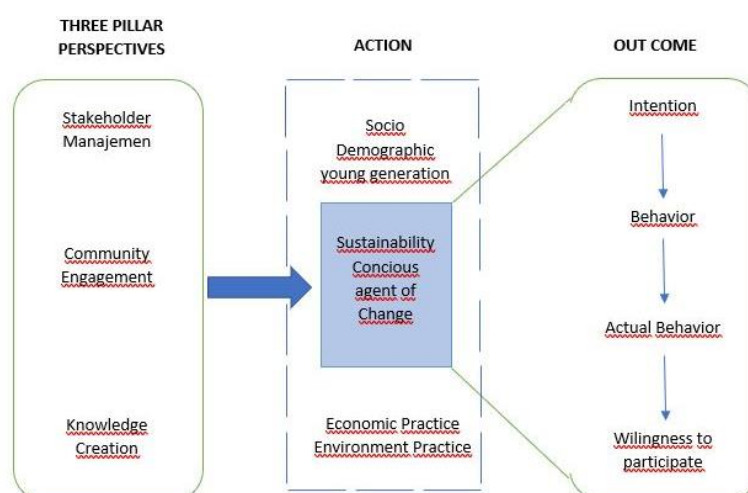 THREE PILLAR
PERSPECTIVES
Stakeholder
Manajemen
Community
Engagement
Knowledge
Creation
ACTION
Socio
Demographic
young generation
Sustainability
Concious
agent of
Change
Economic Practice
Environment Practice
OUT COME
Intention
Behavior
Actual Behavior
Wilingness to
participate